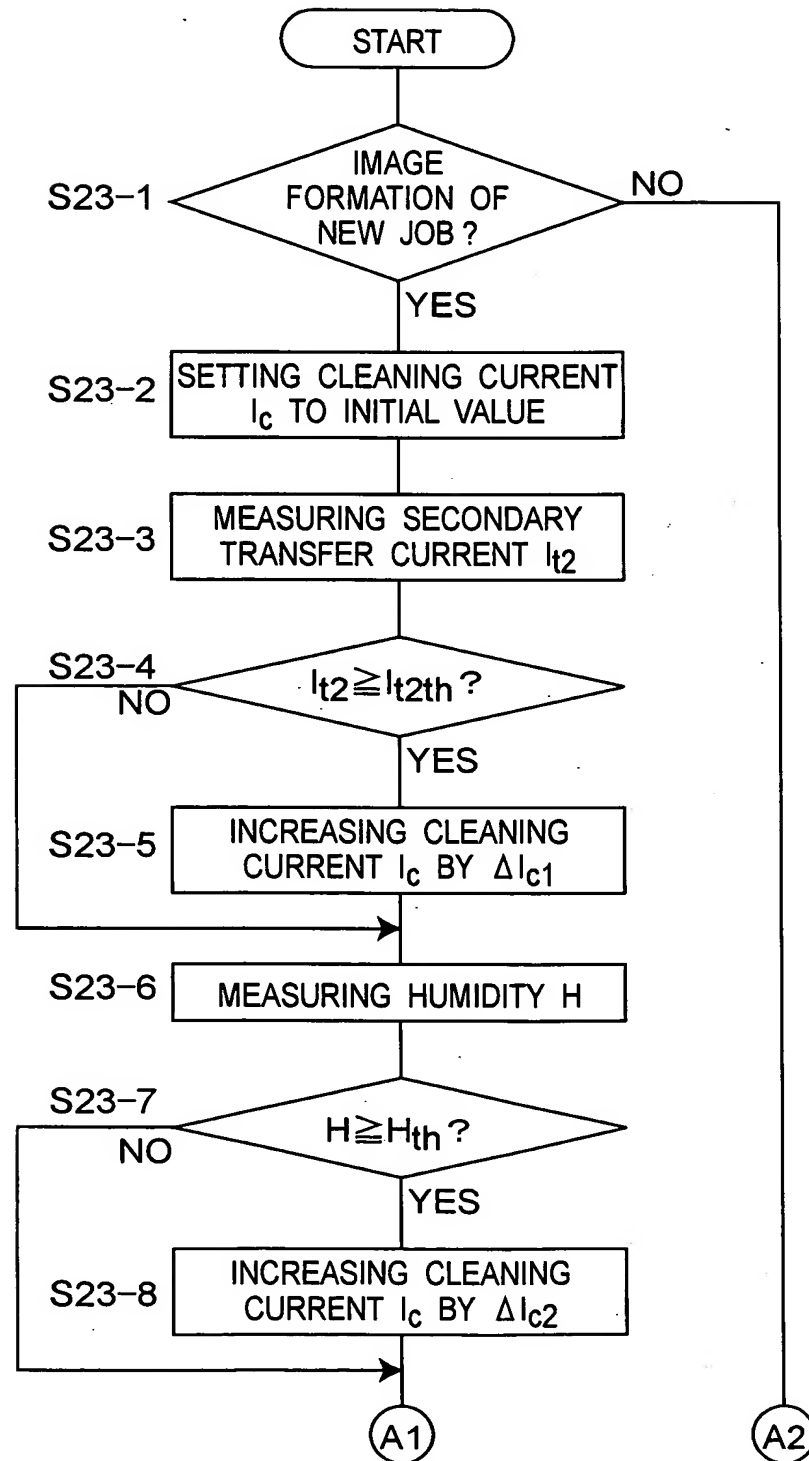 START
IMAGE
FORMATION OF
NEW JOB?
S23-1
NO
YES
S23-2
SETTING CLEANING CURRENT
Ic TO INITIAL VALUE
S23-3
MEASURING SECONDARY
TRANSFER CURRENT It2
S23-4
NO
It2≧It2th?
YES
S23-5
INCREASING CLEANING
CURRENT Ic BY ΔIc1
S23-6
MEASURING HUMIDITY H
S23-7
NO
H≧Hth?
YES
S23-8
INCREASING CLEANING
CURRENT Ic BY ΔIc2
A1
A2